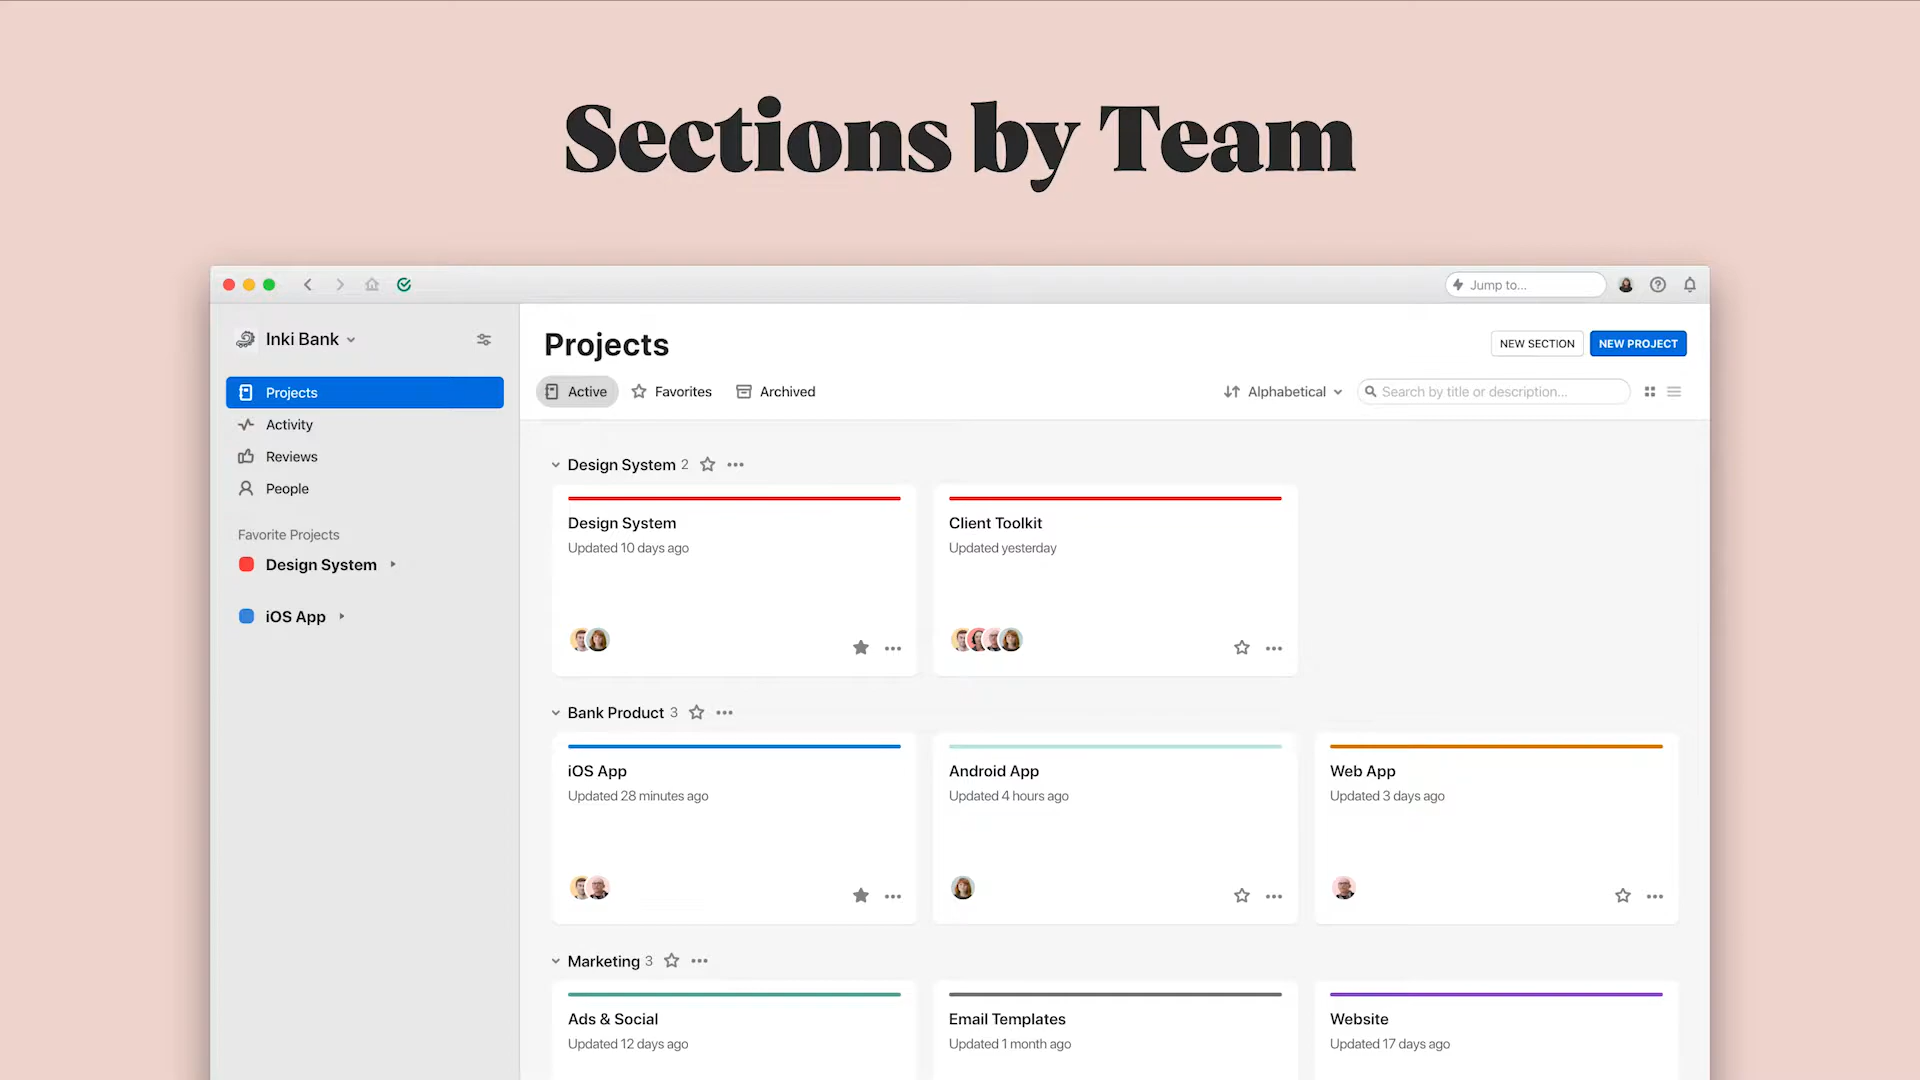 Sections by Team
Jump to...
Inki Bank
Projects
Activity
Reviews
People
Favorite Projects
Design System
iOS App
Projects
NEW SECTION
NEW PROJECT
Active
Favorites
Archived
Alphabetical
Search by title or description...
Design System 2
Design System
Updated 10 days ago
Client Toolkit
Updated yesterday
Bank Product 3
iOS App
Updated 28 minutes ago
Android App
Updated 4 hours ago
Web App
Updated 3 days ago
Marketing 3
Ads & Social
Updated 12 days ago
Email Templates
Updated 1 month ago
Website
Updated 17 days ago